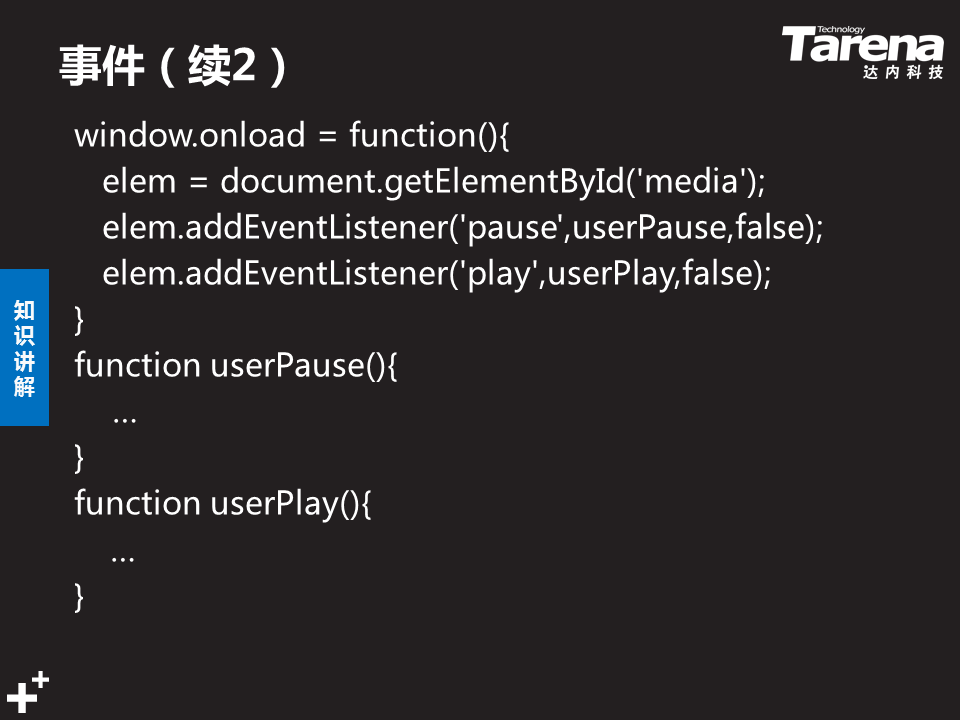 事件（续2）
Technology
Tarena
达内科技
window.onload = function(){
elem = document.getElementById('media');
elem.addEventListener('pause',userPause,false);
elem.addEventListener('play',userPlay,false);
}
function userPause(){
…
}
function userPlay(){
…
}
知
识
讲
解